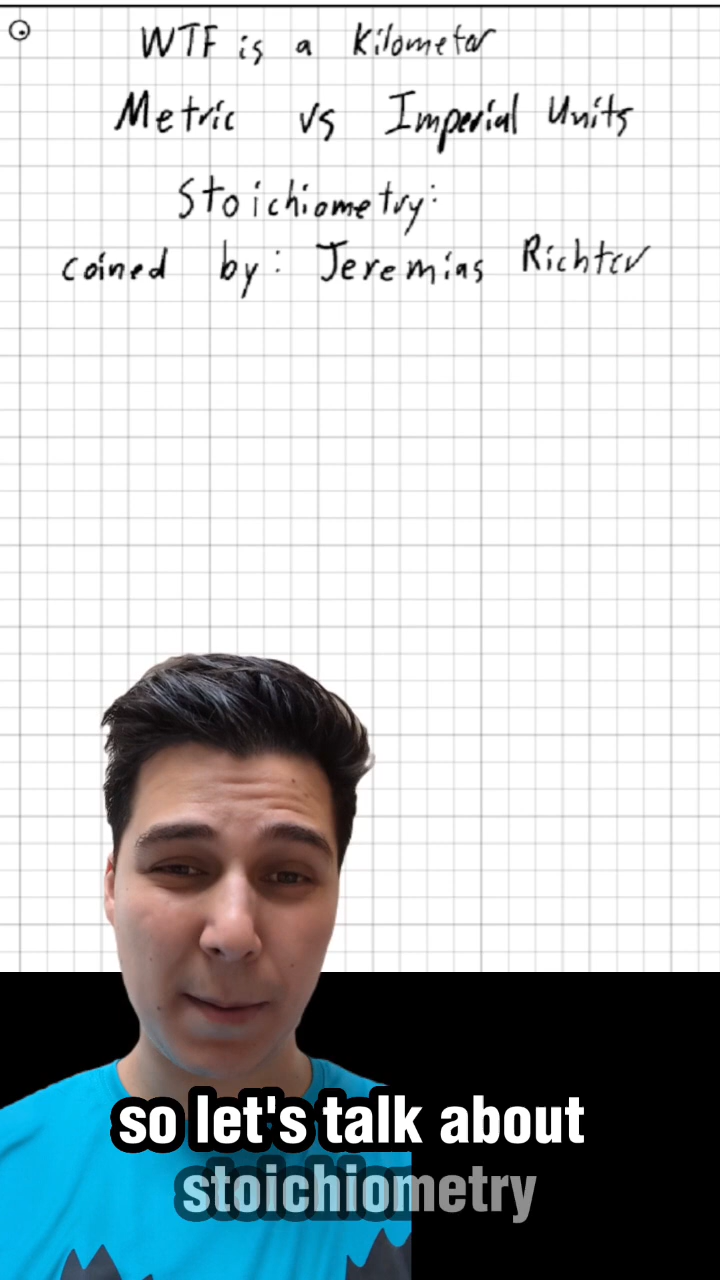 WTF is a Kilometer
Metric vs Imperial Units
Stoichiometry:
coined by: Jeremias Richter
so let's talk about
stoichiometry